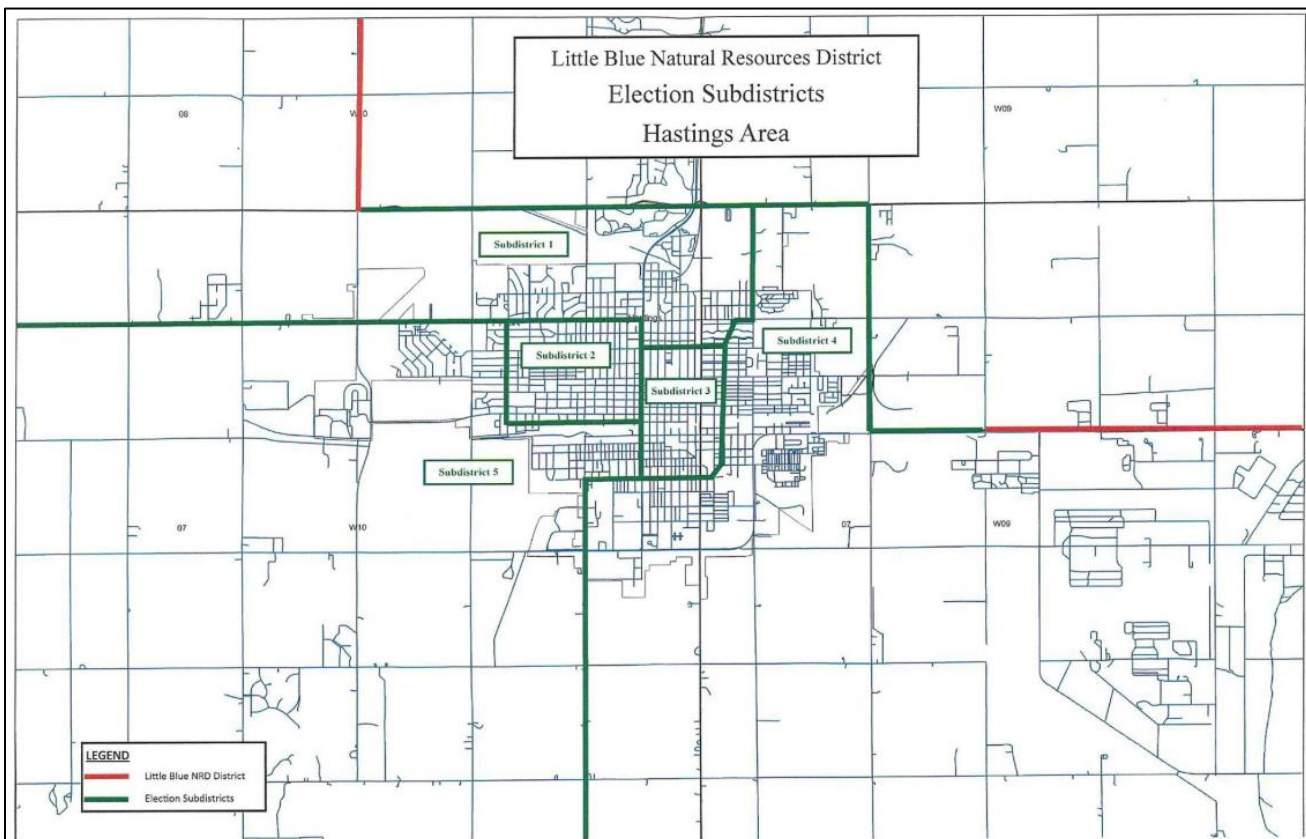 Little Blue Natural Resources District
Election Subdistricts
Hastings Area
08
W09
Subdistrict 1
Subdistrict 4
Subdistrict 2
Subdistrict 3
Subdistrict 5
07
W10
07
W09
LEGEND
Little Blue NRD District
Election Subdistricts